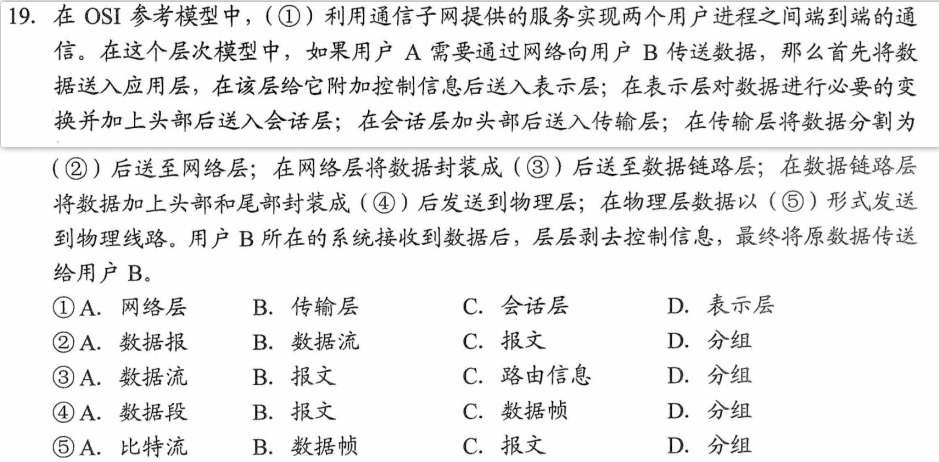 19. 在 OSI 参考模型中，(①) 利用通信子网提供的服务实现两个用户进程之间端到端的通
信。在这个层次模型中，如果用户 A 需要通过网络向用户 B 传送数据，那么首先将数
据送入应用层，在该层给它附加控制信息后送入表示层；在表示层对数据进行必要的变
换并加上头部后送入会话层；在会话层加头部后送入传输层；在传输层将数据分割为
(②) 后送至网络层；在网络层将数据封装成 (③) 后送至数据链路层；在数据链路层
将数据加上头部和尾部封装成 (④) 后发送到物理层；在物理层数据以 (⑤) 形式发送
到物理线路。用户 B 所在的系统接收到数据后，层层剥去控制信息，最终将原数据传送
给用户 B。
① A. 网络层 B. 传输层 C. 会话层 D. 表示层
② A. 数据报 B. 数据流 C. 报文 D. 分组
③ A. 数据流 B. 报文 C. 路由信息 D. 分组
④ A. 数据段 B. 报文 C. 数据帧 D. 分组
⑤ A. 比特流 B. 数据帧 C. 报文 D. 分组